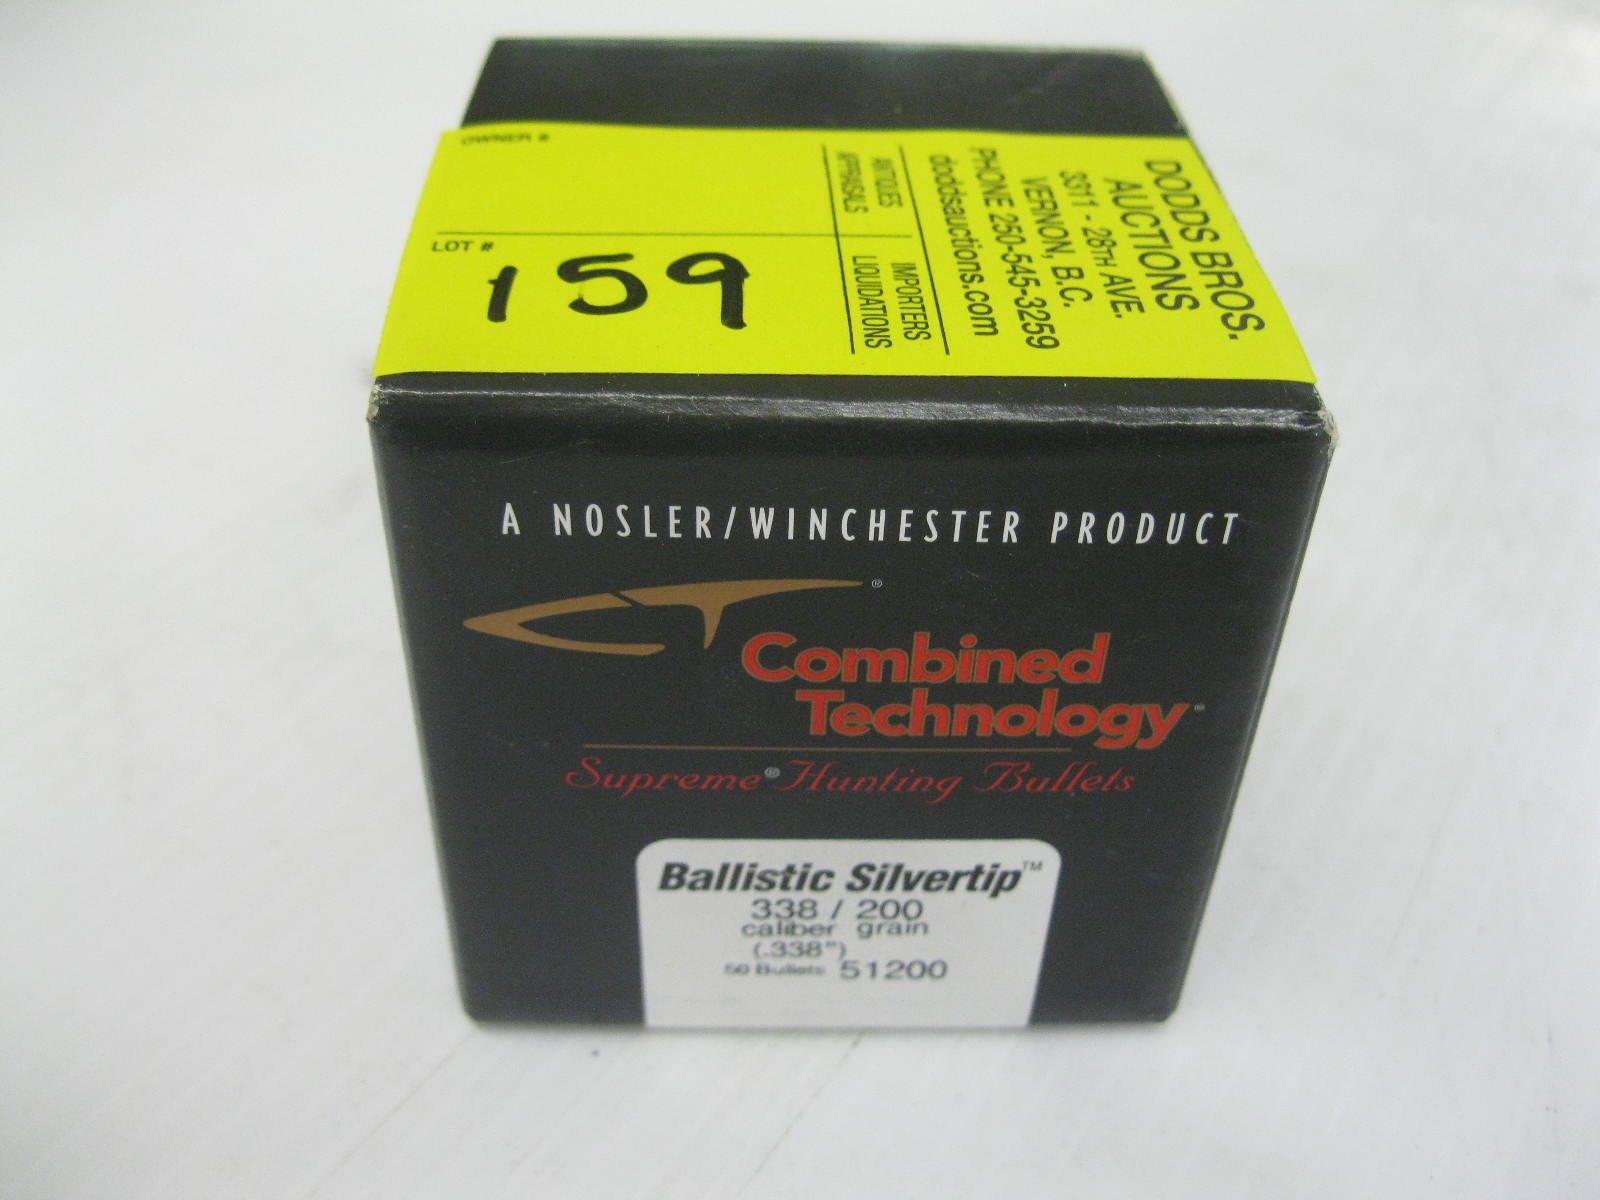 OWNER #
LOT #
159
ANTIQUES
APPRAISALS
IMPORTERS
LIQUIDATIONS
DODDS BROS.
AUCTIONS
3311 - 28TH AVE.
VERNON, B.C.
PHONE 250-545-3259
doddsauctions.com
A NOSLER/WINCHESTER PRODUCT
CT®
Combined
Technology®
Supreme® Hunting Bullets
Ballistic Silvertip™
338 / 200
caliber grain
(.338")
50 Bullets 51200